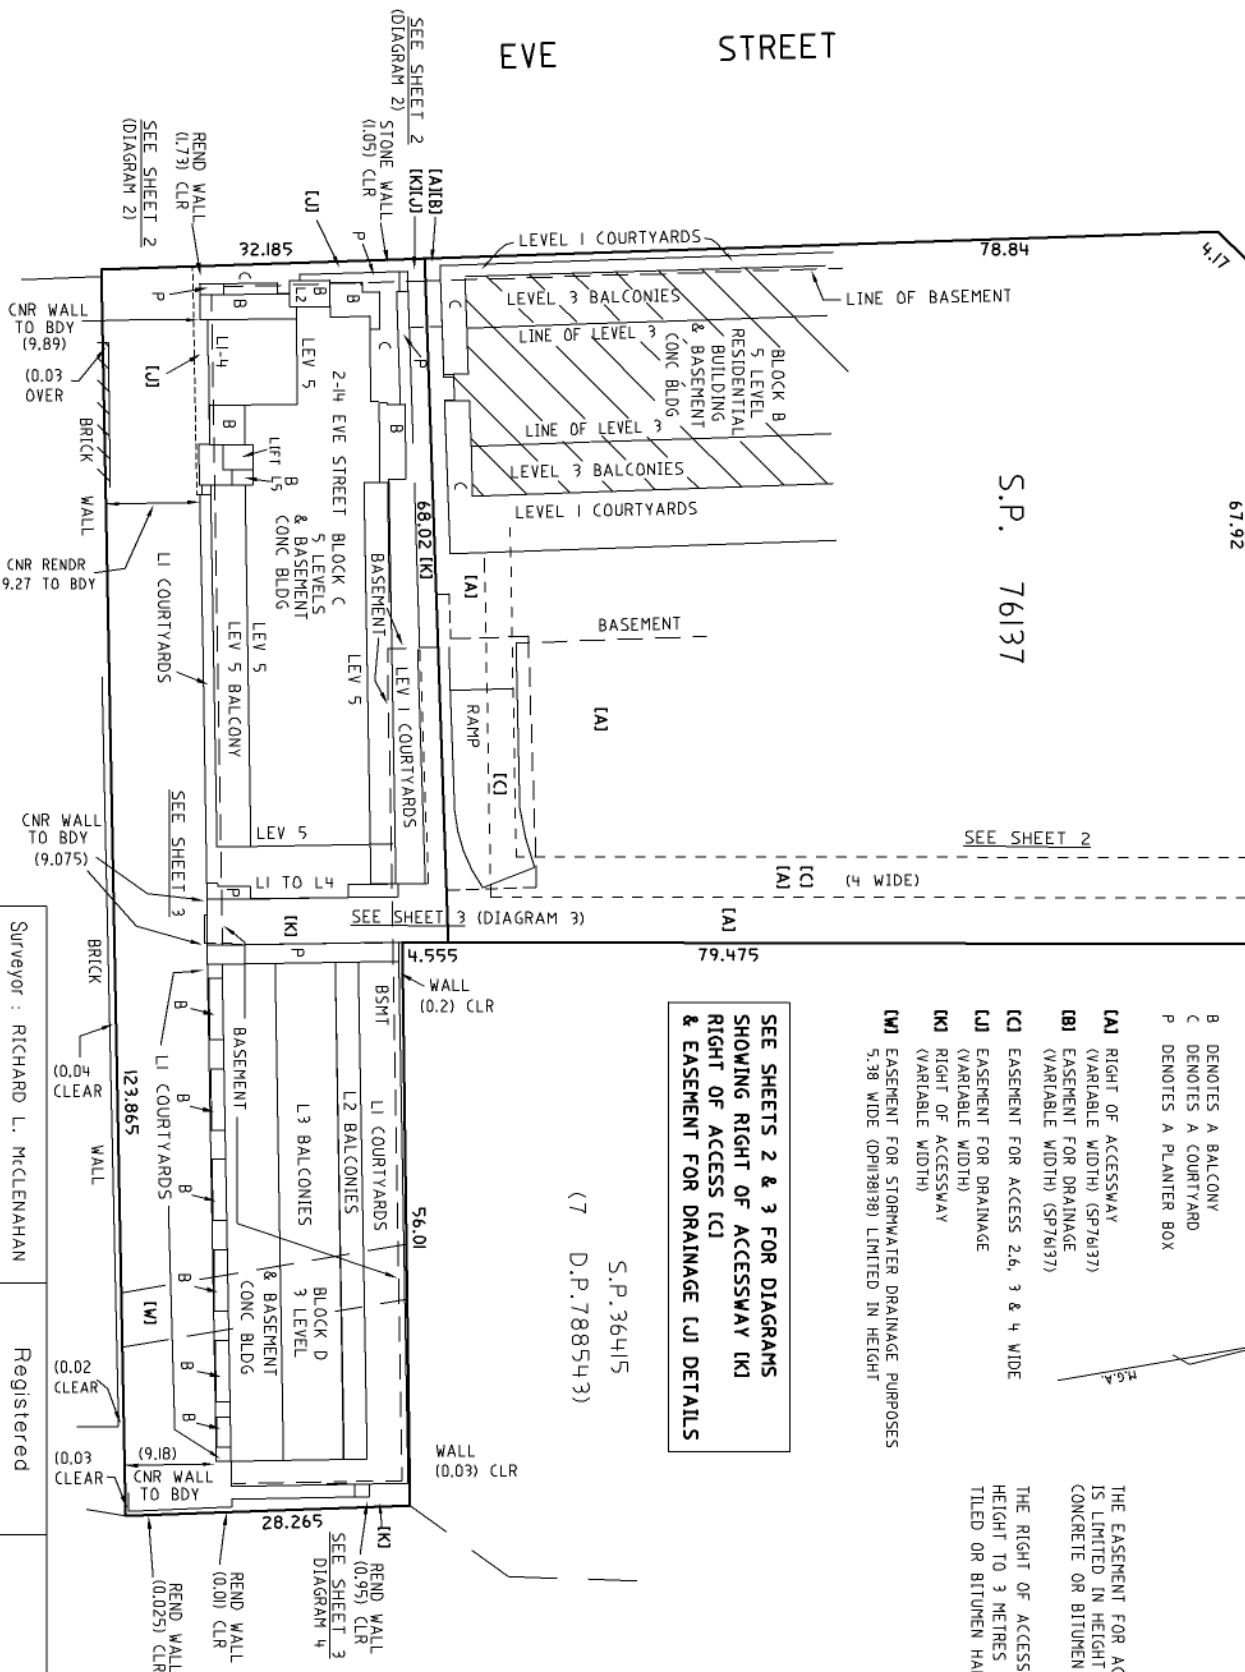 EVE STREET
SEE SHEET 2
(DIAGRAM 2)
STONE WALL
(1.05) CLR
[K][J]
[A][B]
[J]
P
REND WALL
(1.73) CLR
SEE SHEET 2
(DIAGRAM 2)
32.185
78.84
4.17
67.92
LEVEL 1 COURTYARDS
LINE OF BASEMENT
LEVEL 3 BALCONIES
LINE OF LEVEL 3
BLOCK B
5 LEVEL
RESIDENTIAL
BUILDING
& BASEMENT
CONC BLDG
LINE OF LEVEL 3
LEVEL 3 BALCONIES
LEVEL 1 COURTYARDS
C
C
S.P. 76137
CNR WALL
TO BDY
(9.89)
(0.03
OVER
BRICK WALL
[J]
P
C
B
L2
B
B
C
P
B
L1-4
LEV 5
B
LIFT
L5
B
2-14 EVE STREET BLOCK C
5 LEVELS
& BASEMENT
CONC BLDG
BASEMENT
68.02 [K]
CNR RENDR
9.27 TO BDY
L1 COURTYARDS
LEV 5 BALCONY
LEV 5
LEV 5
LEV 1 COURTYARDS
LEV 5
L1 TO L4
[A]
BASEMENT
RAMP
[C]
[A]
SEE SHEET 2
[A] [C] (4 WIDE)
[A]
CNR WALL
TO BDY
(9.075)
SEE SHEET 3
P
[K]
SEE SHEET 3 (DIAGRAM 3)
P
4.555
79.475
WALL
(0.2) CLR
BRICK WALL
(0.04
CLEAR
123.865
L1 COURTYARDS
B
B
B
B
B
B
BASEMENT
BSMT
L1 COURTYARDS
L2 BALCONIES
L3 BALCONIES
BLOCK D
3 LEVEL
& BASEMENT
CONC BLDG
56.01
[W]
(0.02
CLEAR
(0.03
CLEAR
(9.18)
CNR WALL
TO BDY
28.265
WALL
(0.03) CLR
[K]
REND WALL
(0.95) CLR
SEE SHEET 3
DIAGRAM 4
REND WALL
(0.01) CLR
REND WALL
(0.025) CLR
S.P.36415
(7 D.P.788543)
SEE SHEETS 2 & 3 FOR DIAGRAMS
SHOWING RIGHT OF ACCESSWAY [K]
RIGHT OF ACCESS [C]
& EASEMENT FOR DRAINAGE [J] DETAILS
B DENOTES A BALCONY
C DENOTES A COURTYARD
P DENOTES A PLANTER BOX
[A] RIGHT OF ACCESSWAY
(VARIABLE WIDTH) (SP76137)
[B] EASEMENT FOR DRAINAGE
(VARIABLE WIDTH) (SP76137)
[C] EASEMENT FOR ACCESS 2.6, 3 & 4 WIDE
[J] EASEMENT FOR DRAINAGE
(VARIABLE WIDTH)
[K] RIGHT OF ACCESSWAY
(VARIABLE WIDTH)
[W] EASEMENT FOR STORMWATER DRAINAGE PURPOSES
5.38 WIDE (DP1138138) LIMITED IN HEIGHT
M.G.A.
THE EASEMENT FOR AC
IS LIMITED IN HEIGHT
CONCRETE OR BITUMEN
THE RIGHT OF ACCESS
HEIGHT TO 3 METRES
TILED OR BITUMEN HA
Surveyor : RICHARD L. McCLENAHAN
Registered